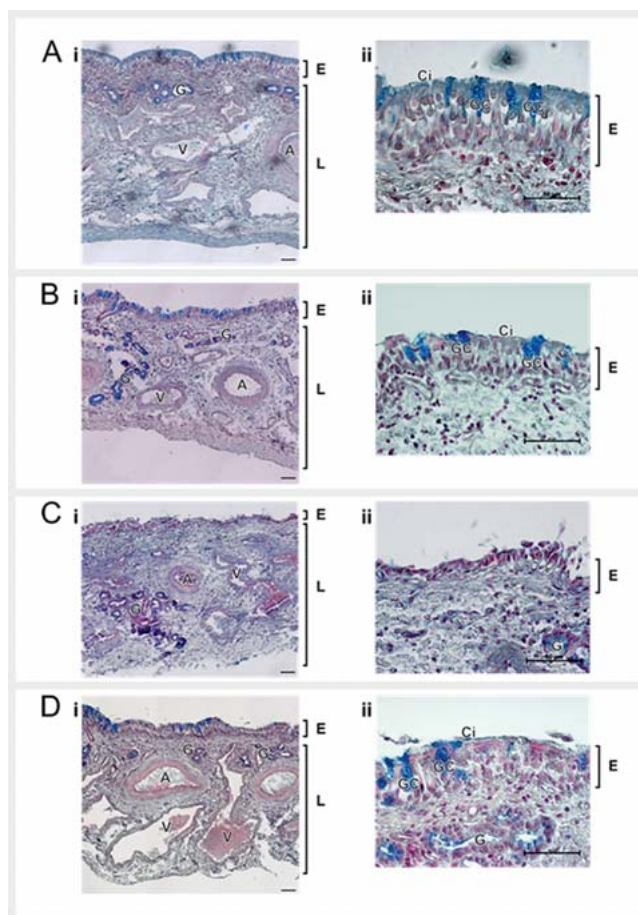 A i ii
G E Ci GC GC E
V A L
B i ii
E Ci
G GC GC E
G A L
V
C i ii
E
A V L E
G G
D i ii
E Ci
G G GC GC E
A L
V V G